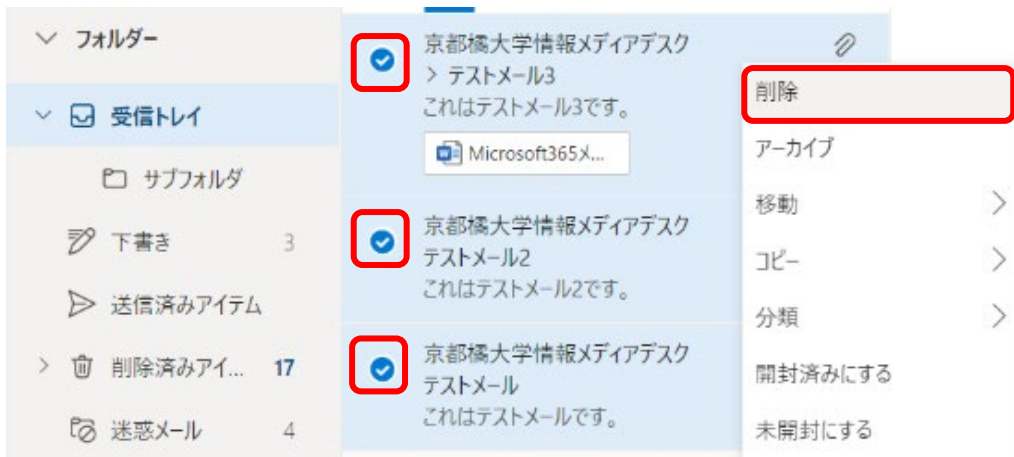 フォルダー
受信トレイ
サブフォルダ
下書き 3
送信済みアイテム
削除済みアイ... 17
迷惑メール 4
京都橘大学情報メディアデスク
> テストメール3
これはテストメール3です。
Microsoft365メ...
京都橘大学情報メディアデスク
テストメール2
これはテストメール2です。
京都橘大学情報メディアデスク
テストメール
これはテストメールです。
削除
アーカイブ
移動
コピー
分類
開封済みにする
未開封にする